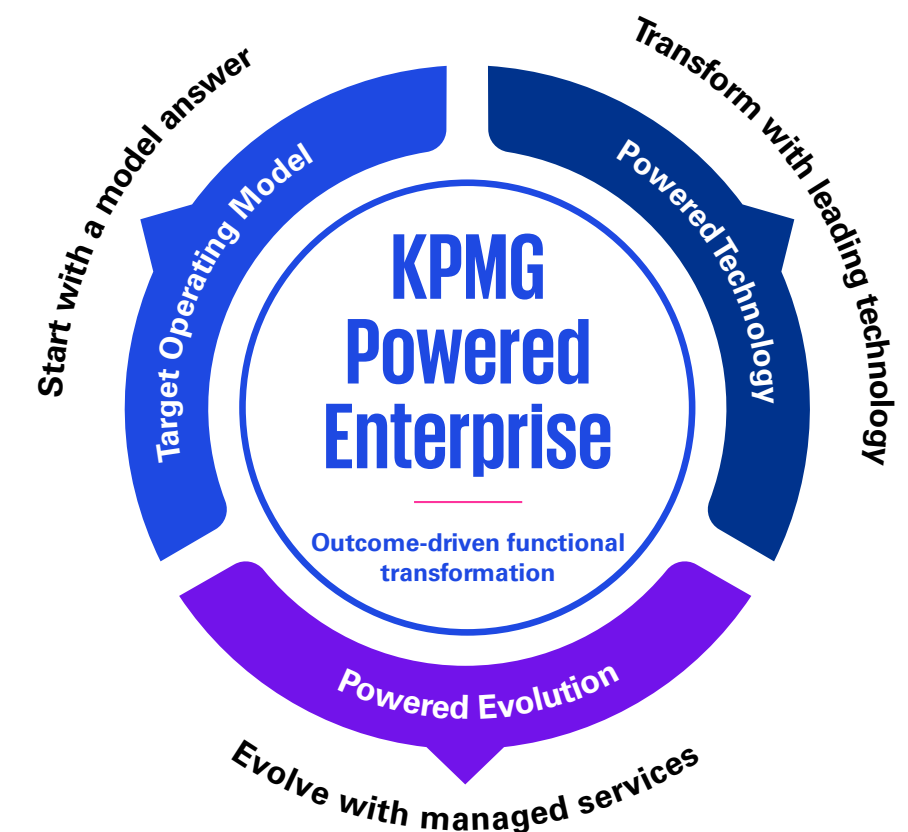 Start with a model answer
Target Operating Model
Transform with leading technology
Powered Technology
KPMG
Powered
Enterprise
Outcome-driven functional
transformation
Powered Evolution
Evolve with managed services